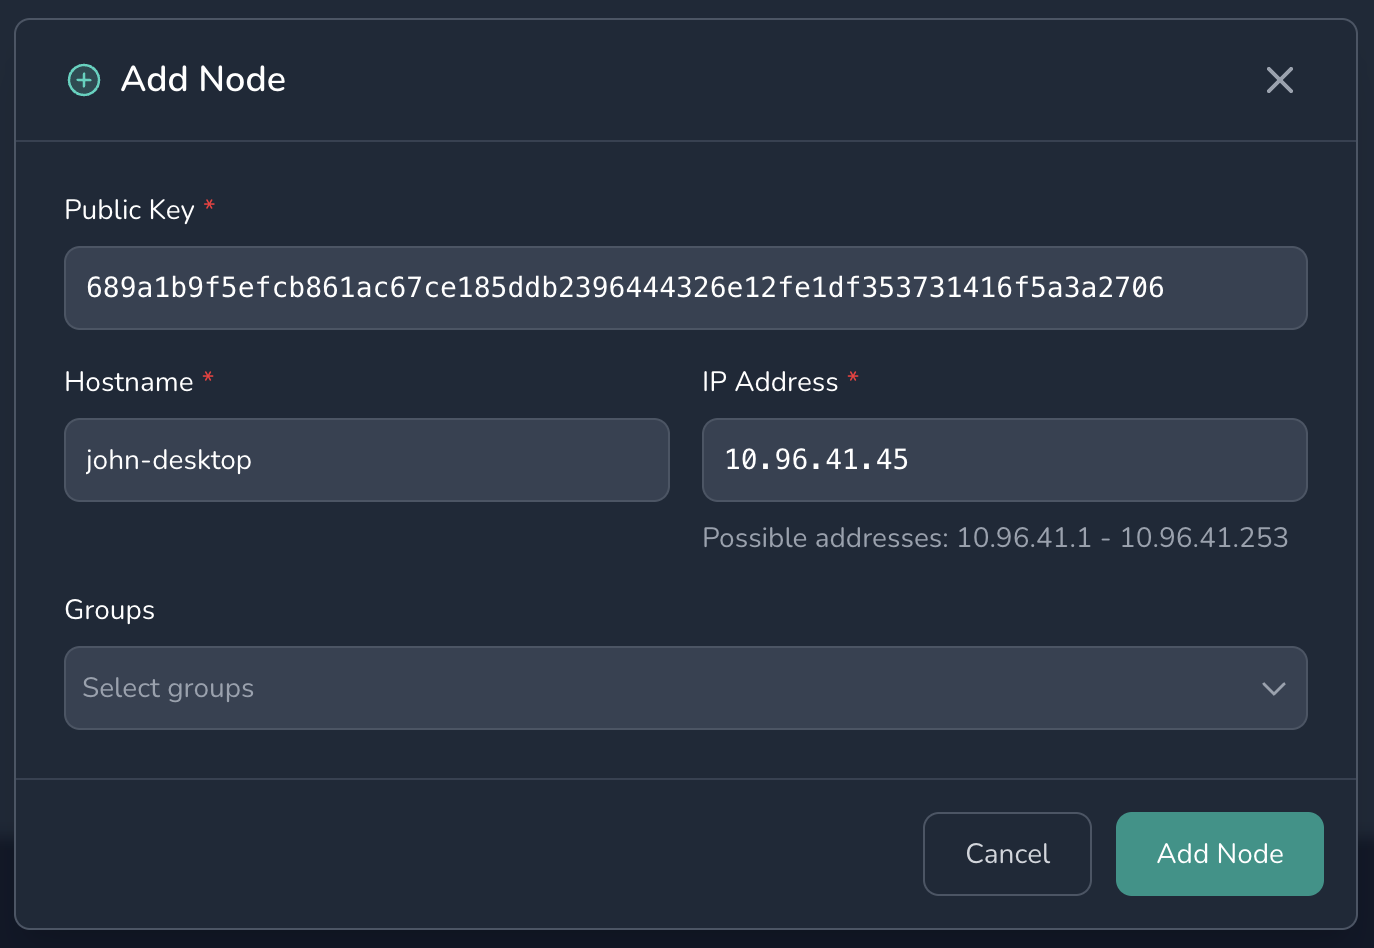 Add Node
Public Key *
689a1b9f5efcb861ac67ce185ddb2396444326e12fe1df353731416f5a3a2706
Hostname *
IP Address *
john-desktop
10.96.41.45
Possible addresses: 10.96.41.1 - 10.96.41.253
Groups
Select groups
Cancel
Add Node